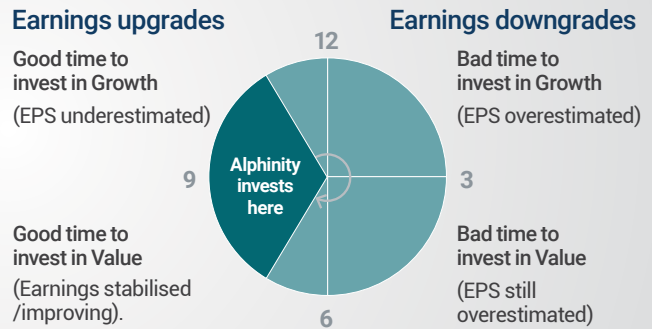 Earnings upgrades
Earnings downgrades
12
Good time to
invest in Growth
(EPS underestimated)
Bad time to
invest in Growth
(EPS overestimated)
9
Alphinity
invests
here
3
Good time to
invest in Value
(Earnings stabilised
/improving).
Bad time to
invest in Value
(EPS still
overestimated)
6